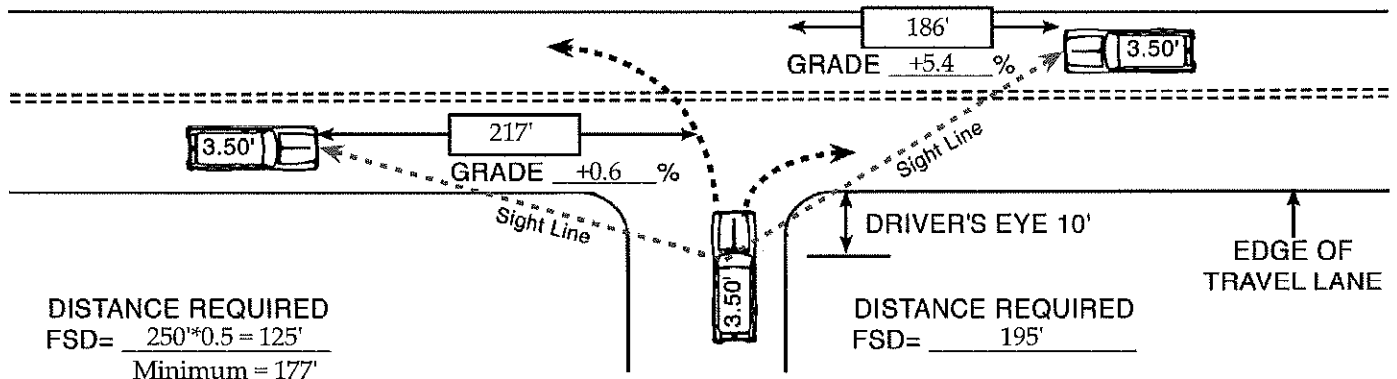 186'
GRADE +5.4 %
3.50'
3.50'
217'
GRADE +0.6 %
Sight Line
Sight Line
3.50'
DRIVER'S EYE 10'
EDGE OF
TRAVEL LANE
DISTANCE REQUIRED
FSD= 250'*0.5 = 125'
Minimum = 177'
DISTANCE REQUIRED
FSD= 195'